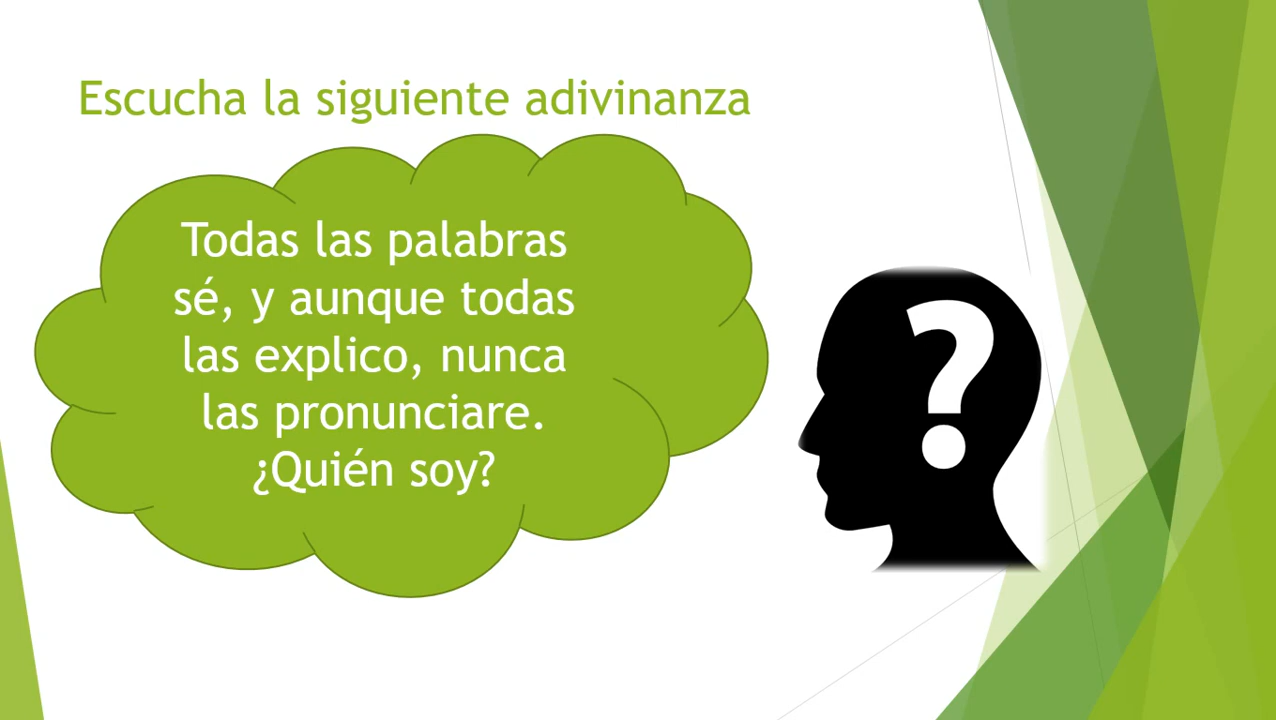 Escucha la siguiente adivinanza
Todas las palabras
sé, y aunque todas
las explico, nunca
las pronunciare.
¿Quién soy?
?